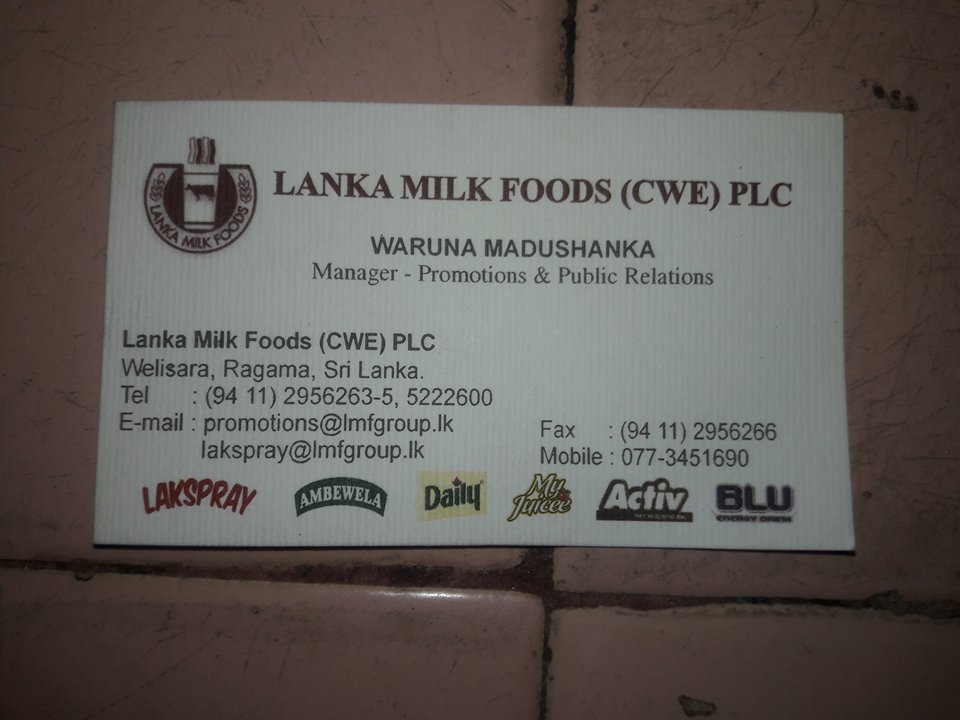 LANKA MILK FOODS
LANKA MILK FOODS (CWE) PLC
WARUNA MADUSHANKA
Manager - Promotions & Public Relations
Lanka Milk Foods (CWE) PLC
Welisara, Ragama, Sri Lanka.
Tel : (94 11) 2956263-5, 5222600
E-mail : promotions@lmfgroup.lk
lakspray@lmfgroup.lk
Fax : (94 11) 2956266
Mobile : 077-3451690
LAKSPRAY
AMBEWELA
Daily
My
Juicee
Activ
BLU
ENERGY DRINK